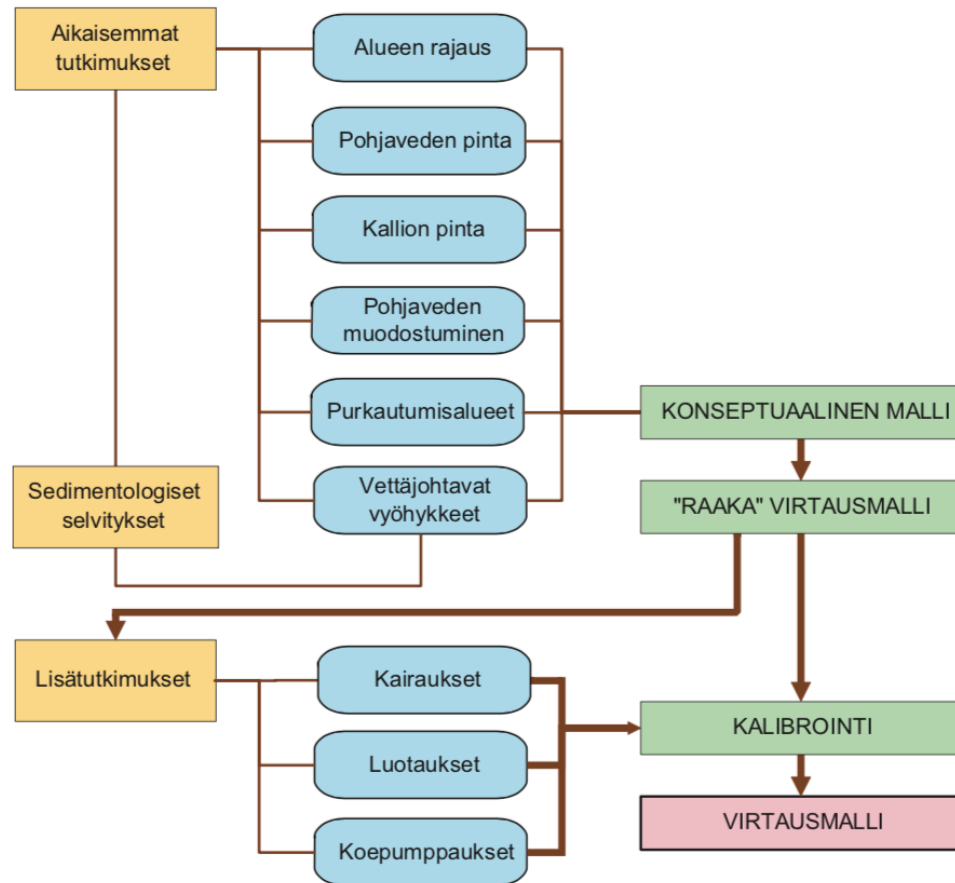 Aikaisemmat
tutkimukset
Alueen rajaus
Pohjaveden pinta
Kallion pinta
Pohjaveden
muodostuminen
Purkautumisalueet
KONSEPTUAALINEN MALLI
Sedimentologiset
selvitykset
Vettäjohtavat
vyöhykkeet
"RAAKA" VIRTAUSMALLI
Lisätutkimukset
Kairaukset
Luotaukset
Koepumppaukset
KALIBROINTI
VIRTAUSMALLI